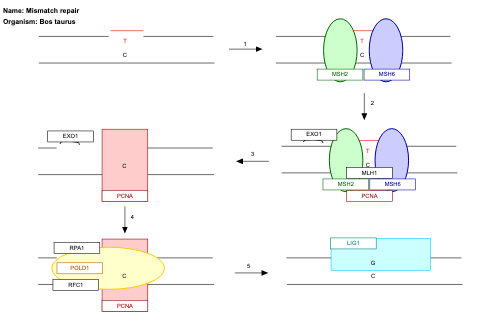 Name: Mismatch repair
Organism: Bos taurus
T
C
1
T
C
MSH2
MSH6
2
EXO1
T
C
MLH1
MSH2
MSH6
PCNA
3
EXO1
C
PCNA
4
RPA1
POLD1
C
RFC1
PCNA
5
LIG1
G
C